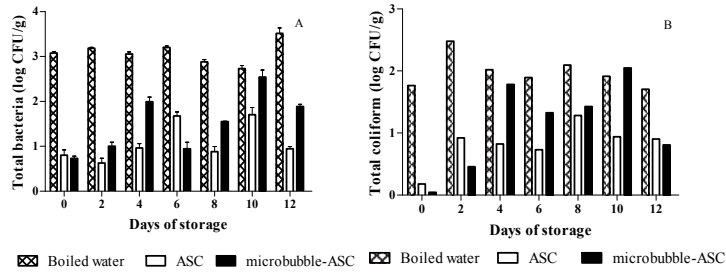 A
Total bacteria (log CFU/g)
4
3
2
1
0
0 2 4 6 8 10 12
Days of storage
Boiled water ASC microbubble-ASC
B
Total coliform (log CFU/g)
3
2
1
0
0 2 4 6 8 10 12
Days of storage
Boiled water ASC microbubble-ASC